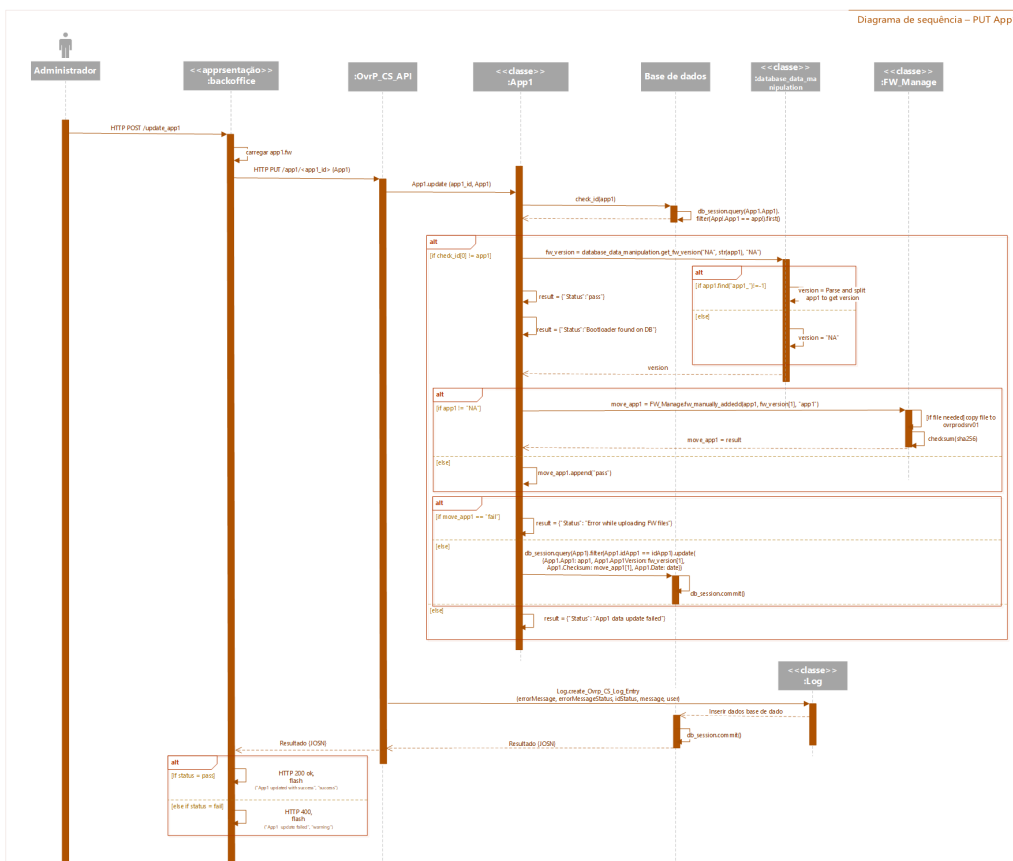 Diagrama de sequência – PUT App
Administrador
<<apprsentação>>
:backoffice
:OvrP_CS_API
<<classe>>
:App1
Base de dados
<<classe>>
:database_data_ma
nipulation
<<classe>>
:FW_Manage
HTTP POST /update_app1
carregar app1.fw
HTTP PUT /app1/<app1_id> (App1)
App1.update (app1_id, App1)
check_id(app1)
db_session.query(App1.App1).
filter(App1.App1 == app).first()
alt
[if check_id[0] != app1]
fw_version = database_data_manipulation.get_fw_version("NA", str(app1), "NA")
alt
[if app1.find("app1_")!=-1]
version = Parse and split
app1 to get version
[else]
version = "NA"
result = {"Status":"pass"}
result = {"Status":"Bootloader found on DB"}
version
alt
[if app1 != "NA"]
move_app1 = FW_Manage.fw_manually_addedd(app1, fw_version[1], "app1")
[if file needed] copy file to
ovrprodsrv01
checksum(sha256)
move_app1 = result
[else]
move_app1.append("pass")
alt
[if move_app1 == "fail"]
result = {"Status": "Error while uploading FW files"}
[else]
db_session.query(App1).filter(App1.idApp1 == idApp1).update(
{App1.App1: app1, App1.App1Version: fw_version[1],
App1.Checksum: move_app1[1], App1.Date: date})
db_session.commit()
[else]
result = {"Status": "App1 data update failed"}
<<classe>>
:Log
Log.create_Ovrp_CS_Log_Entry
(errorMessage, errorMessageStatus, idStatus, message, user)
Inserir dados base de dado
db_session.commit()
Resultado (JOSN)
Resultado (JOSN)
alt
[If status = pass]
HTTP 200 ok,
flash
("App1 updated with success", "success")
[else if status = fail]
HTTP 400,
flash
("App1 update failed", "warning")